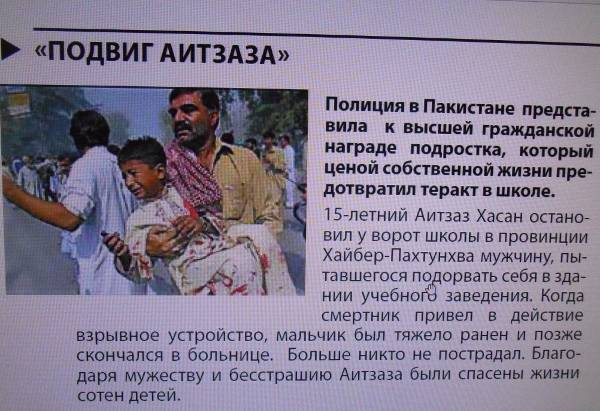 «ПОДВИГ АИТЗАЗА»
Полиция в Пакистане предста-
вила к высшей гражданской
награде подростка, который
ценой собственной жизни пре-
дотвратил теракт в школе.
15-летний Аитзаз Хасан остано-
вил у ворот школы в провинции
Хайбер-Пахтунхва мужчину, пы-
тавшегося подорвать себя в зда-
нии учебного заведения. Когда
смертник привел в действие
взрывное устройство, мальчик был тяжело ранен и позже
скончался в больнице. Больше никто не пострадал. Благо-
даря мужеству и бесстрашию Аитзаза были спасены жизни
сотен детей.